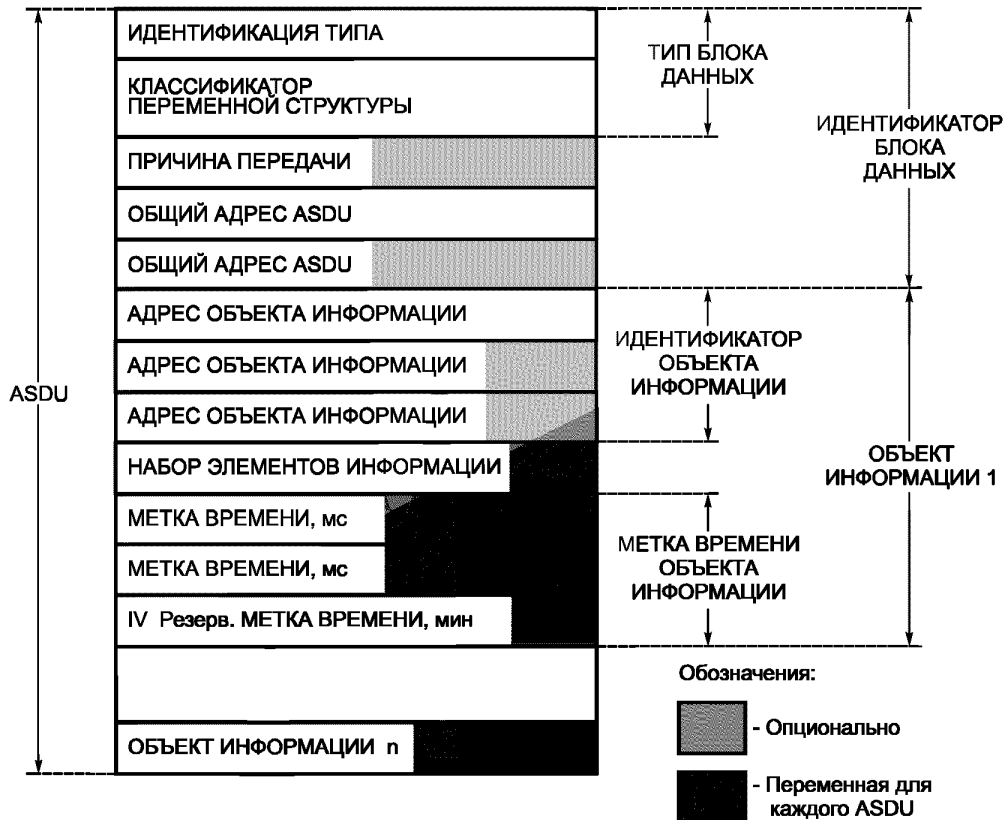 ИДЕНТИФИКАЦИЯ ТИПА
КЛАССИФИКАТОР
ПЕРЕМЕННОЙ СТРУКТУРЫ
ПРИЧИНА ПЕРЕДАЧИ
ОБЩИЙ АДРЕС ASDU
ОБЩИЙ АДРЕС ASDU
АДРЕС ОБЪЕКТА ИНФОРМАЦИИ
АДРЕС ОБЪЕКТА ИНФОРМАЦИИ
АДРЕС ОБЪЕКТА ИНФОРМАЦИИ
НАБОР ЭЛЕМЕНТОВ ИНФОРМАЦИИ
МЕТКА ВРЕМЕНИ, мс
МЕТКА ВРЕМЕНИ, мс
IV Резерв. МЕТКА ВРЕМЕНИ, мин
ОБЪЕКТ ИНФОРМАЦИИ n
ASDU
ТИП БЛОКА
ДАННЫХ
ИДЕНТИФИКАТОР
БЛОКА
ДАННЫХ
ИДЕНТИФИКАТОР
ОБЪЕКТА
ИНФОРМАЦИИ
ОБЪЕКТ
ИНФОРМАЦИИ 1
МЕТКА ВРЕМЕНИ
ОБЪЕКТА
ИНФОРМАЦИИ
Обозначения:
- Опционально
- Переменная для
каждого ASDU